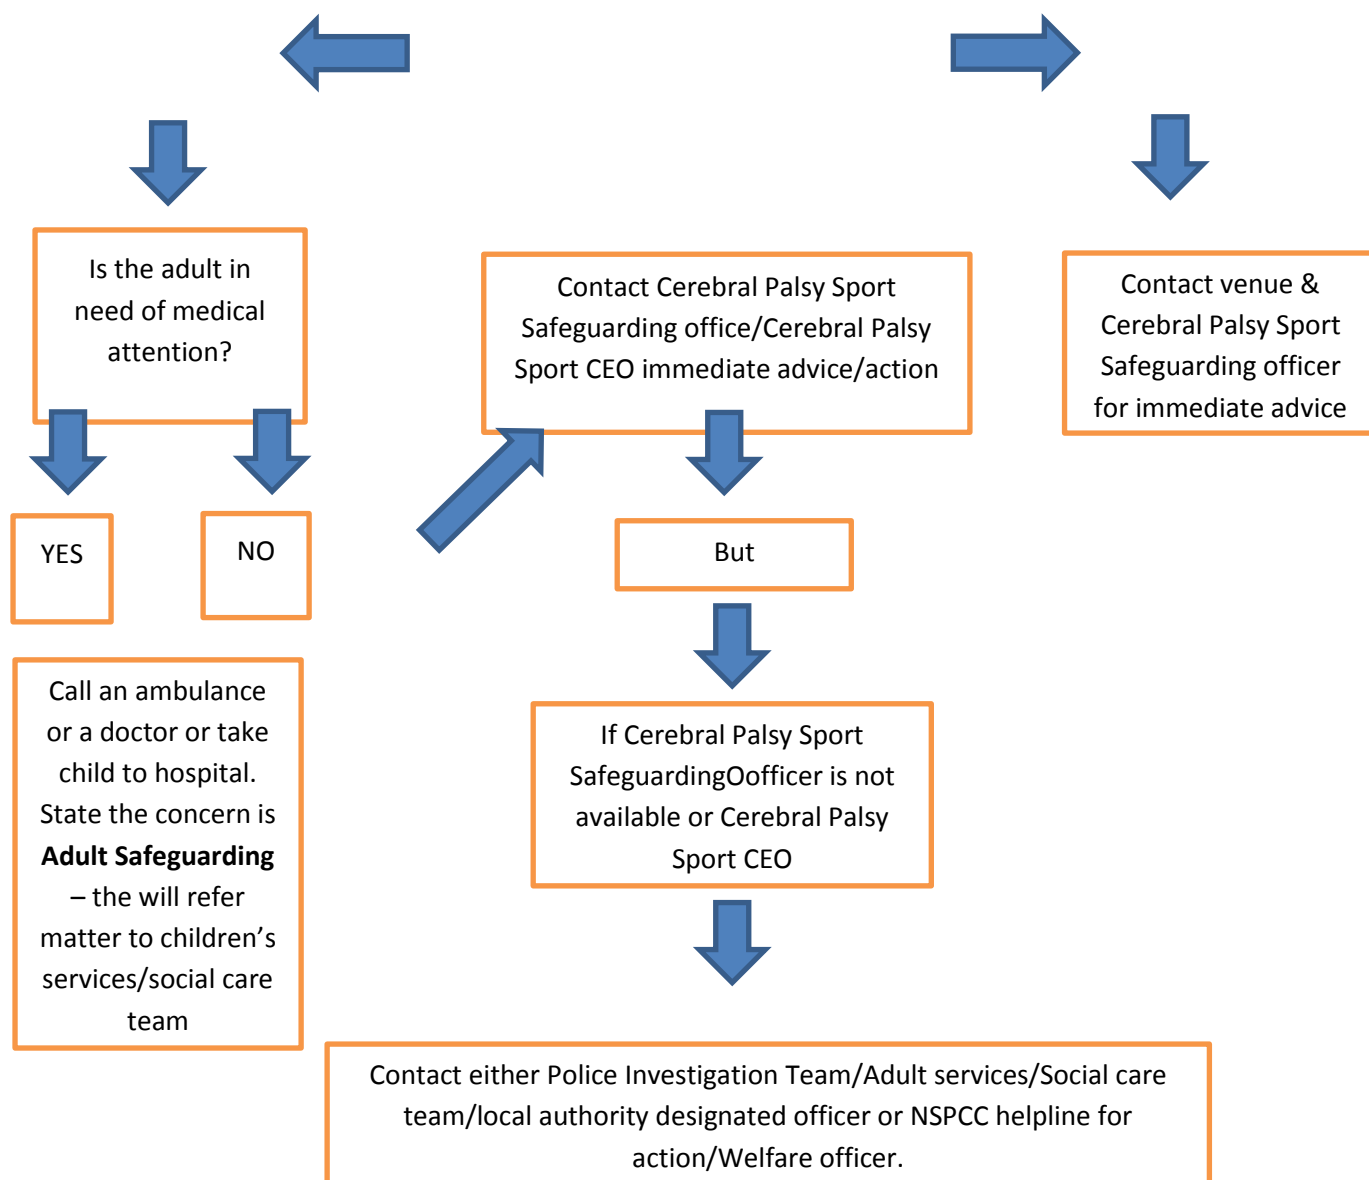 Is the adult in
need of medical
attention?
YES
NO
Call an ambulance
or a doctor or take
child to hospital.
State the concern is
Adult Safeguarding
– the will refer
matter to children’s
services/social care
team
Contact Cerebral Palsy Sport
Safeguarding office/Cerebral Palsy
Sport CEO immediate advice/action
But
If Cerebral Palsy Sport
SafeguardingOofficer is not
available or Cerebral Palsy
Sport CEO
Contact either Police Investigation Team/Adult services/Social care
team/local authority designated officer or NSPCC helpline for
action/Welfare officer.
Contact venue &
Cerebral Palsy Sport
Safeguarding officer
for immediate advice